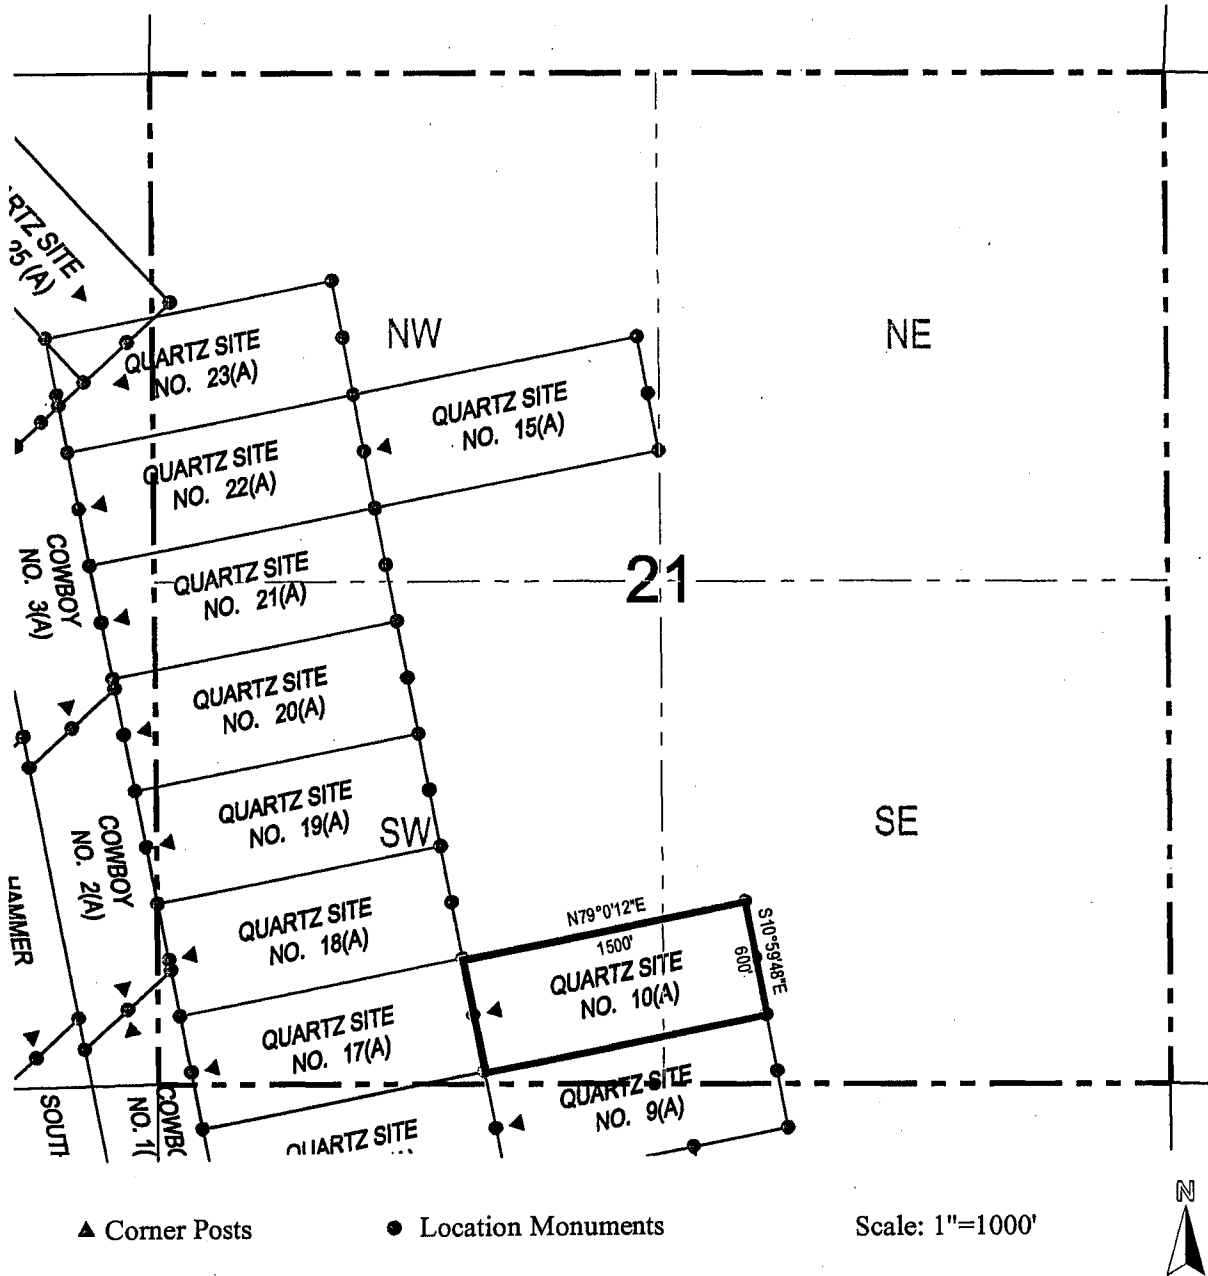 RTZ SITE
25 (A)
QUARTZ SITE
NO. 23(A)
NW
NE
QUARTZ SITE
NO. 15(A)
QUARTZ SITE
NO. 22(A)
COWBOY
NO. 3(A)
QUARTZ SITE
NO. 21(A)
21
QUARTZ SITE
NO. 20(A)
QUARTZ SITE
NO. 19(A)
SW
SE
COWBOY
NO. 2(A)
HAMMER
QUARTZ SITE
NO. 18(A)
N79°0'12"E
1500'
S10°59'48"E
600'
QUARTZ SITE
NO. 10(A)
QUARTZ SITE
NO. 17(A)
QUARTZ SITE
NO. 9(A)
SOUTH
COWBO
NO. 1(
QUARTZ SITE
▲ Corner Posts
● Location Monuments
Scale: 1"=1000'
N